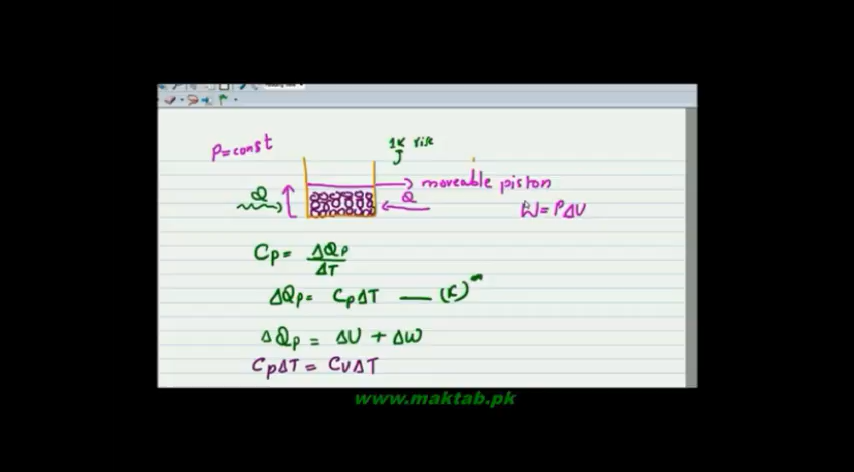 P=const
1K rise
J
moveable piston
Q
Q
W = PΔV
Cp = ΔQp / ΔT
ΔQp = CpΔT —
ΔQp = ΔU + ΔW
CpΔT = CvΔT
www.maktab.pk